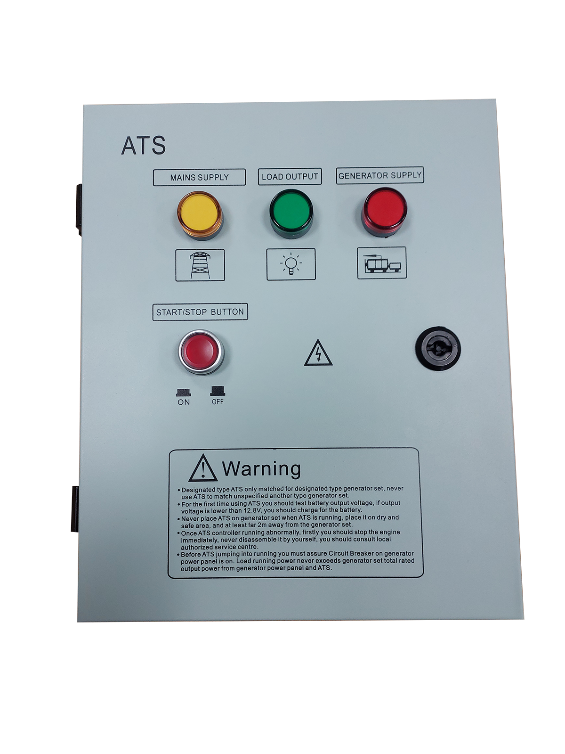 ATS
MAINS SUPPLY
LOAD OUTPUT
GENERATOR SUPPLY
START/STOP BUTTON
ON
OFF
Warning
• Designated type ATS only matched for designated type generator set, never
use ATS to match unspecified another type generator set.
• For the first time using ATS you should test battery output voltage, if output
voltage is lower than 12.8V, you should charge for the battery.
• Never place ATS on generator set when ATS is running, place it on dry and
safe area, and at least far 2m away from the generator set.
• Once ATS controller running abnormally, firstly you should stop the engine
immediately, never disassemble it by yourself, you should consult local
authorized service centre.
• Before ATS jumping into running you must assure Circuit Breaker on generator
power panel is on. Load running power never exceeds generator set total rated
output power from generator power panel and ATS.